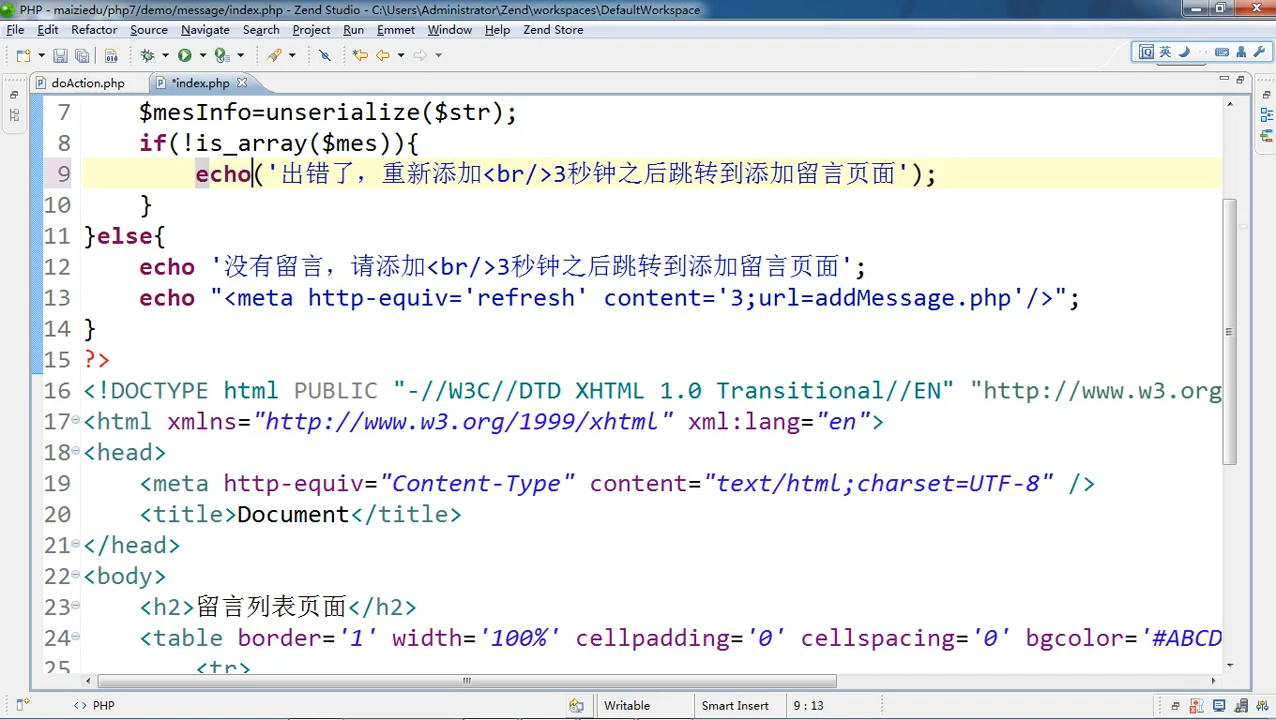 PHP - maiziedu/php7/demo/message/index.php - Zend Studio - C:\Users\Administrator\Zend\workspaces\DefaultWorkspace
File Edit Refactor Source Navigate Search Project Run Emmet Window Help Zend Store
英
doAction.php *index.php
7 $mesInfo=unserialize($str);
8 if(!is_array($mes)){
9 echo('出错了，重新添加<br/>3秒钟之后跳转到添加留言页面');
10 }
11 }else{
12 echo '没有留言，请添加<br/>3秒钟之后跳转到添加留言页面';
13 echo "<meta http-equiv='refresh' content='3;url=addMessage.php'/>";
14 }
15 ?>
16 <!DOCTYPE html PUBLIC "-//W3C//DTD XHTML 1.0 Transitional//EN" "http://www.w3.org
17 <html xmlns="http://www.w3.org/1999/xhtml" xml:lang="en">
18 <head>
19 <meta http-equiv="Content-Type" content="text/html;charset=UTF-8" />
20 <title>Document</title>
21 </head>
22 <body>
23 <h2>留言列表页面</h2>
24 <table border='1' width='100%' cellpadding='0' cellspacing='0' bgcolor='#ABCD
25 <tr>
<> PHP Writable Smart Insert 9 : 13